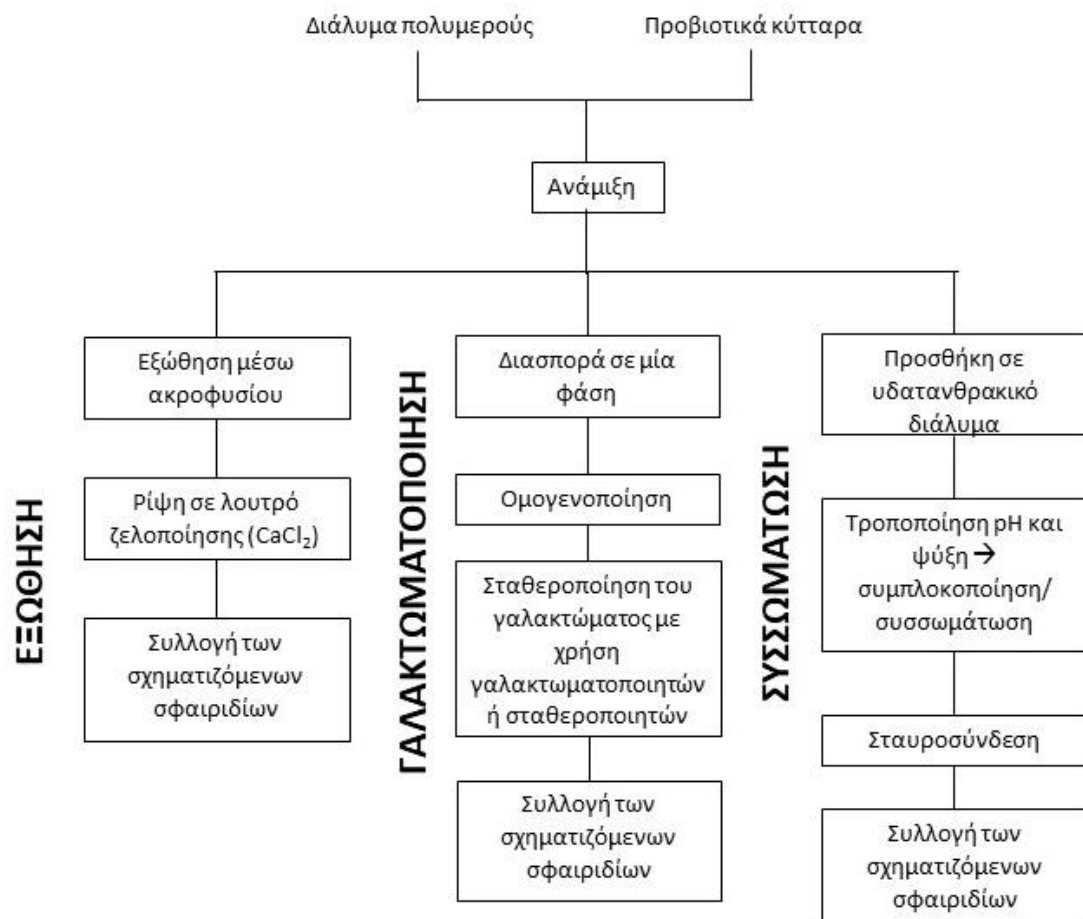 Διάλυμα πολυμερούς
Προβιοτικά κύτταρα
Ανάμιξη
ΕΞΩΘΗΣΗ
Εξώθηση μέσω
ακροφυσίου
Ρίψη σε λουτρό
ζελοποίησης (CaCl₂)
Συλλογή των
σχηματιζόμενων
σφαιριδίων
ΓΑΛΑΚΤΩΜΑΤΟΠΟΙΗΣΗ
Διασπορά σε μία
φάση
Ομογενοποίηση
Σταθεροποίηση του
γαλακτώματος με
χρήση
γαλακτωματοποιητών
ή σταθεροποιητών
Συλλογή των
σχηματιζόμενων
σφαιριδίων
ΣΥΣΣΩΜΑΤΩΣΗ
Προσθήκη σε
υδατανθρακικό
διάλυμα
Τροποποίηση pH και
ψύξη →
συμπλοκοποίηση/
συσσωμάτωση
Σταυροσύνδεση
Συλλογή των
σχηματιζόμενων
σφαιριδίων